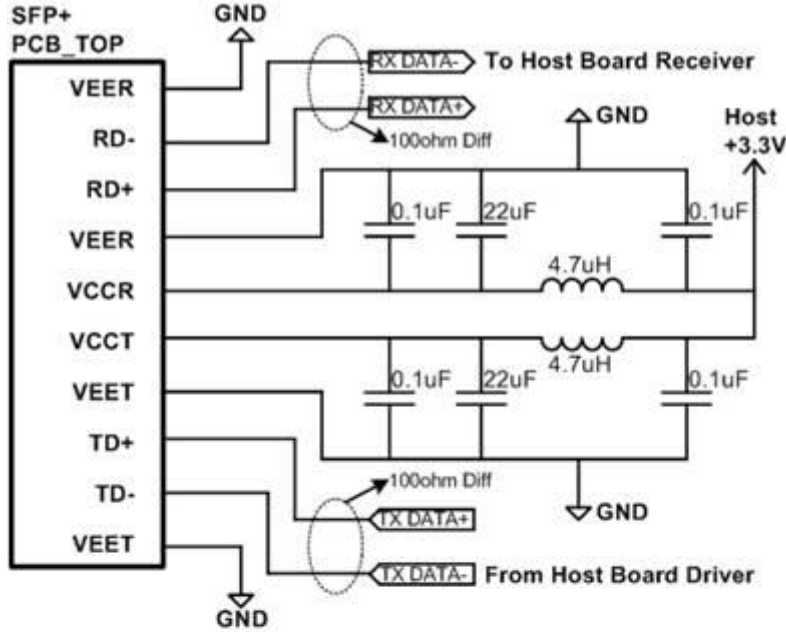 SFP+
PCB_TOP
GND
VEER
RD-
RD+
VEER
VCCR
VCCT
VEET
TD+
TD-
VEET
RX DATA-
To Host Board Receiver
RX DATA+
100ohm Diff
GND
Host
+3.3V
0.1uF
22uF
0.1uF
4.7uH
4.7uH
0.1uF
22uF
0.1uF
100ohm Diff
TX DATA+
GND
TX DATA-
From Host Board Driver
GND